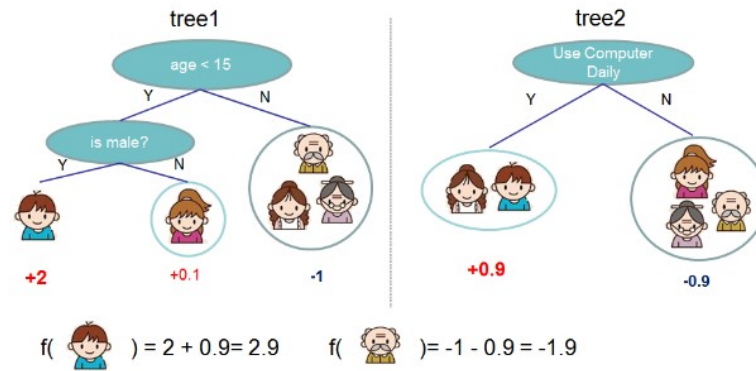 tree1
age < 15
Y
N
is male?
Y
N
+2
+0.1
-1
tree2
Use Computer
Daily
Y
N
+0.9
-0.9
f( ) = 2 + 0.9= 2.9
f( )= -1 - 0.9 = -1.9